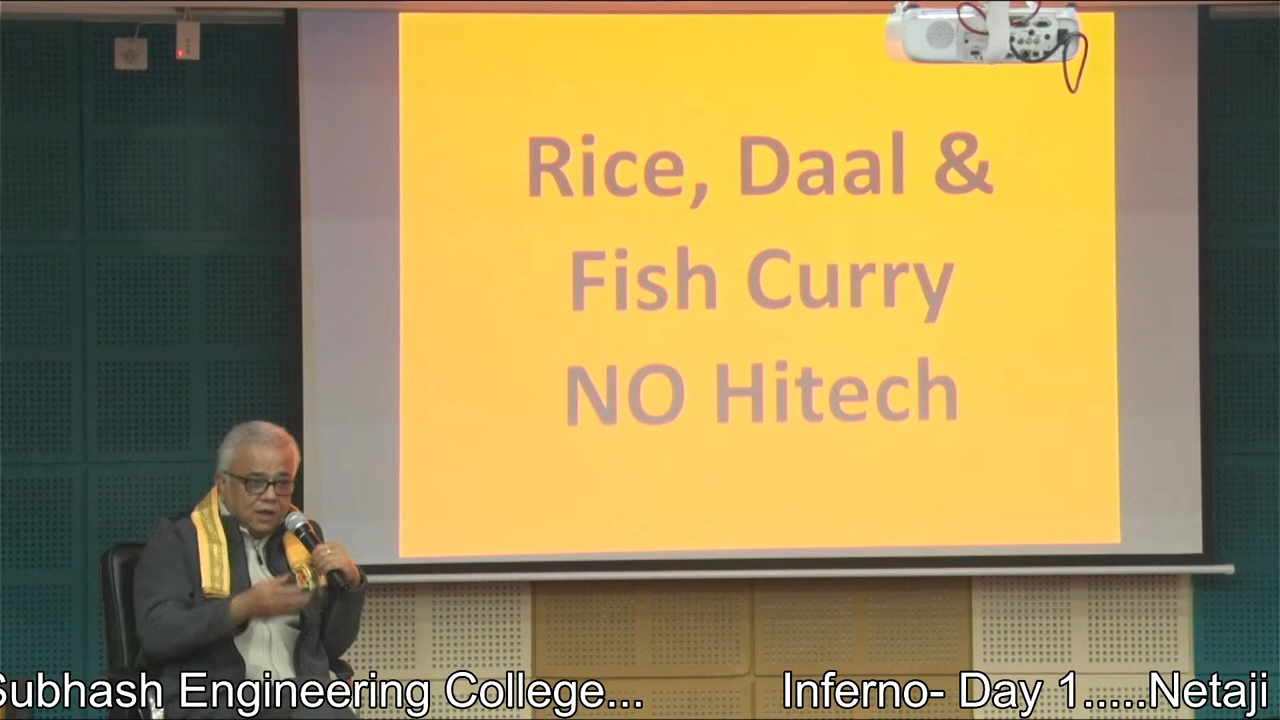 Rice, Daal &
Fish Curry
NO Hitech
Subhash Engineering College... Inferno- Day 1.....Netaji